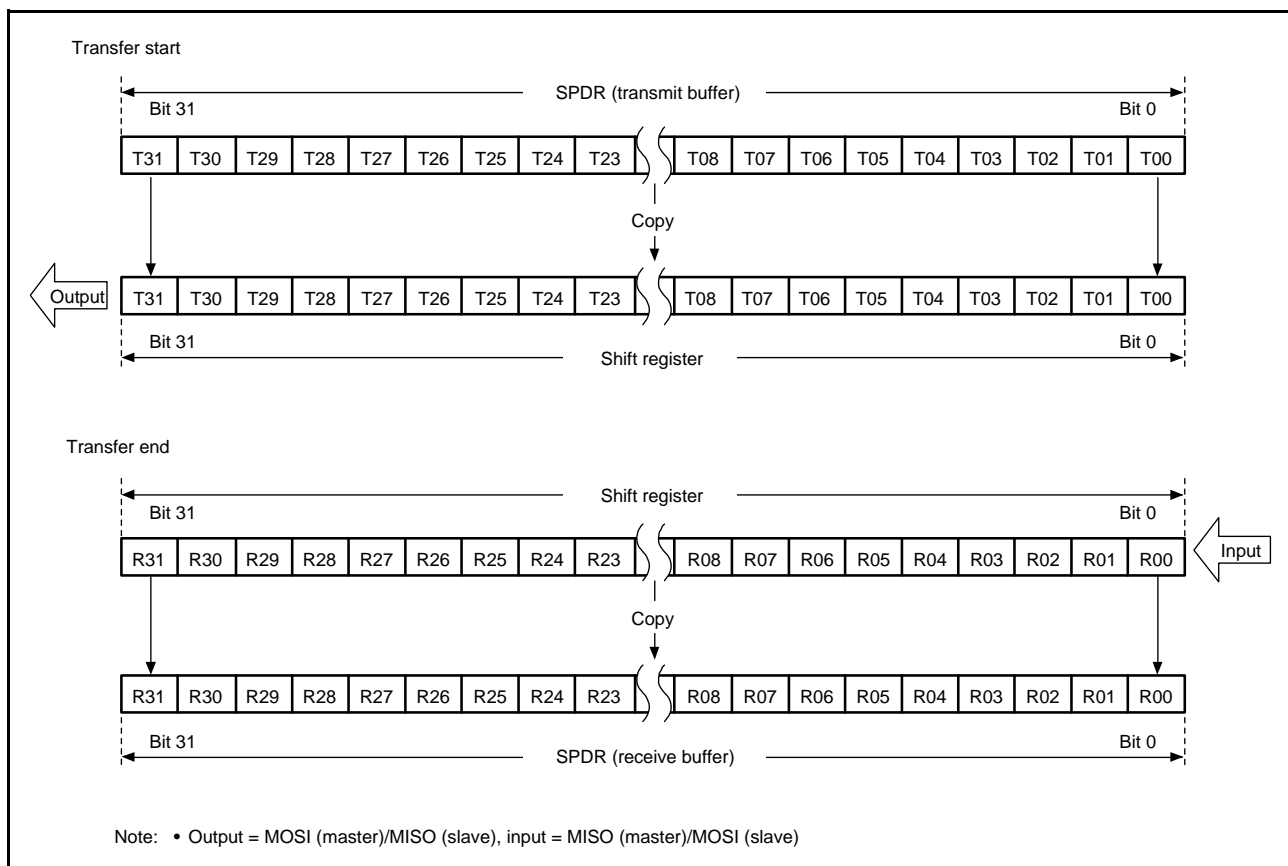 Transfer start
SPDR (transmit buffer)
Bit 31 Bit 0
T31 T30 T29 T28 T27 T26 T25 T24 T23 T08 T07 T06 T05 T04 T03 T02 T01 T00
Copy
Output T31 T30 T29 T28 T27 T26 T25 T24 T23 T08 T07 T06 T05 T04 T03 T02 T01 T00
Bit 31 Bit 0
Shift register
Transfer end
Shift register
Bit 31 Bit 0
R31 R30 R29 R28 R27 R26 R25 R24 R23 R08 R07 R06 R05 R04 R03 R02 R01 R00 Input
Copy
R31 R30 R29 R28 R27 R26 R25 R24 R23 R08 R07 R06 R05 R04 R03 R02 R01 R00
Bit 31 Bit 0
SPDR (receive buffer)
Note: • Output = MOSI (master)/MISO (slave), input = MISO (master)/MOSI (slave)